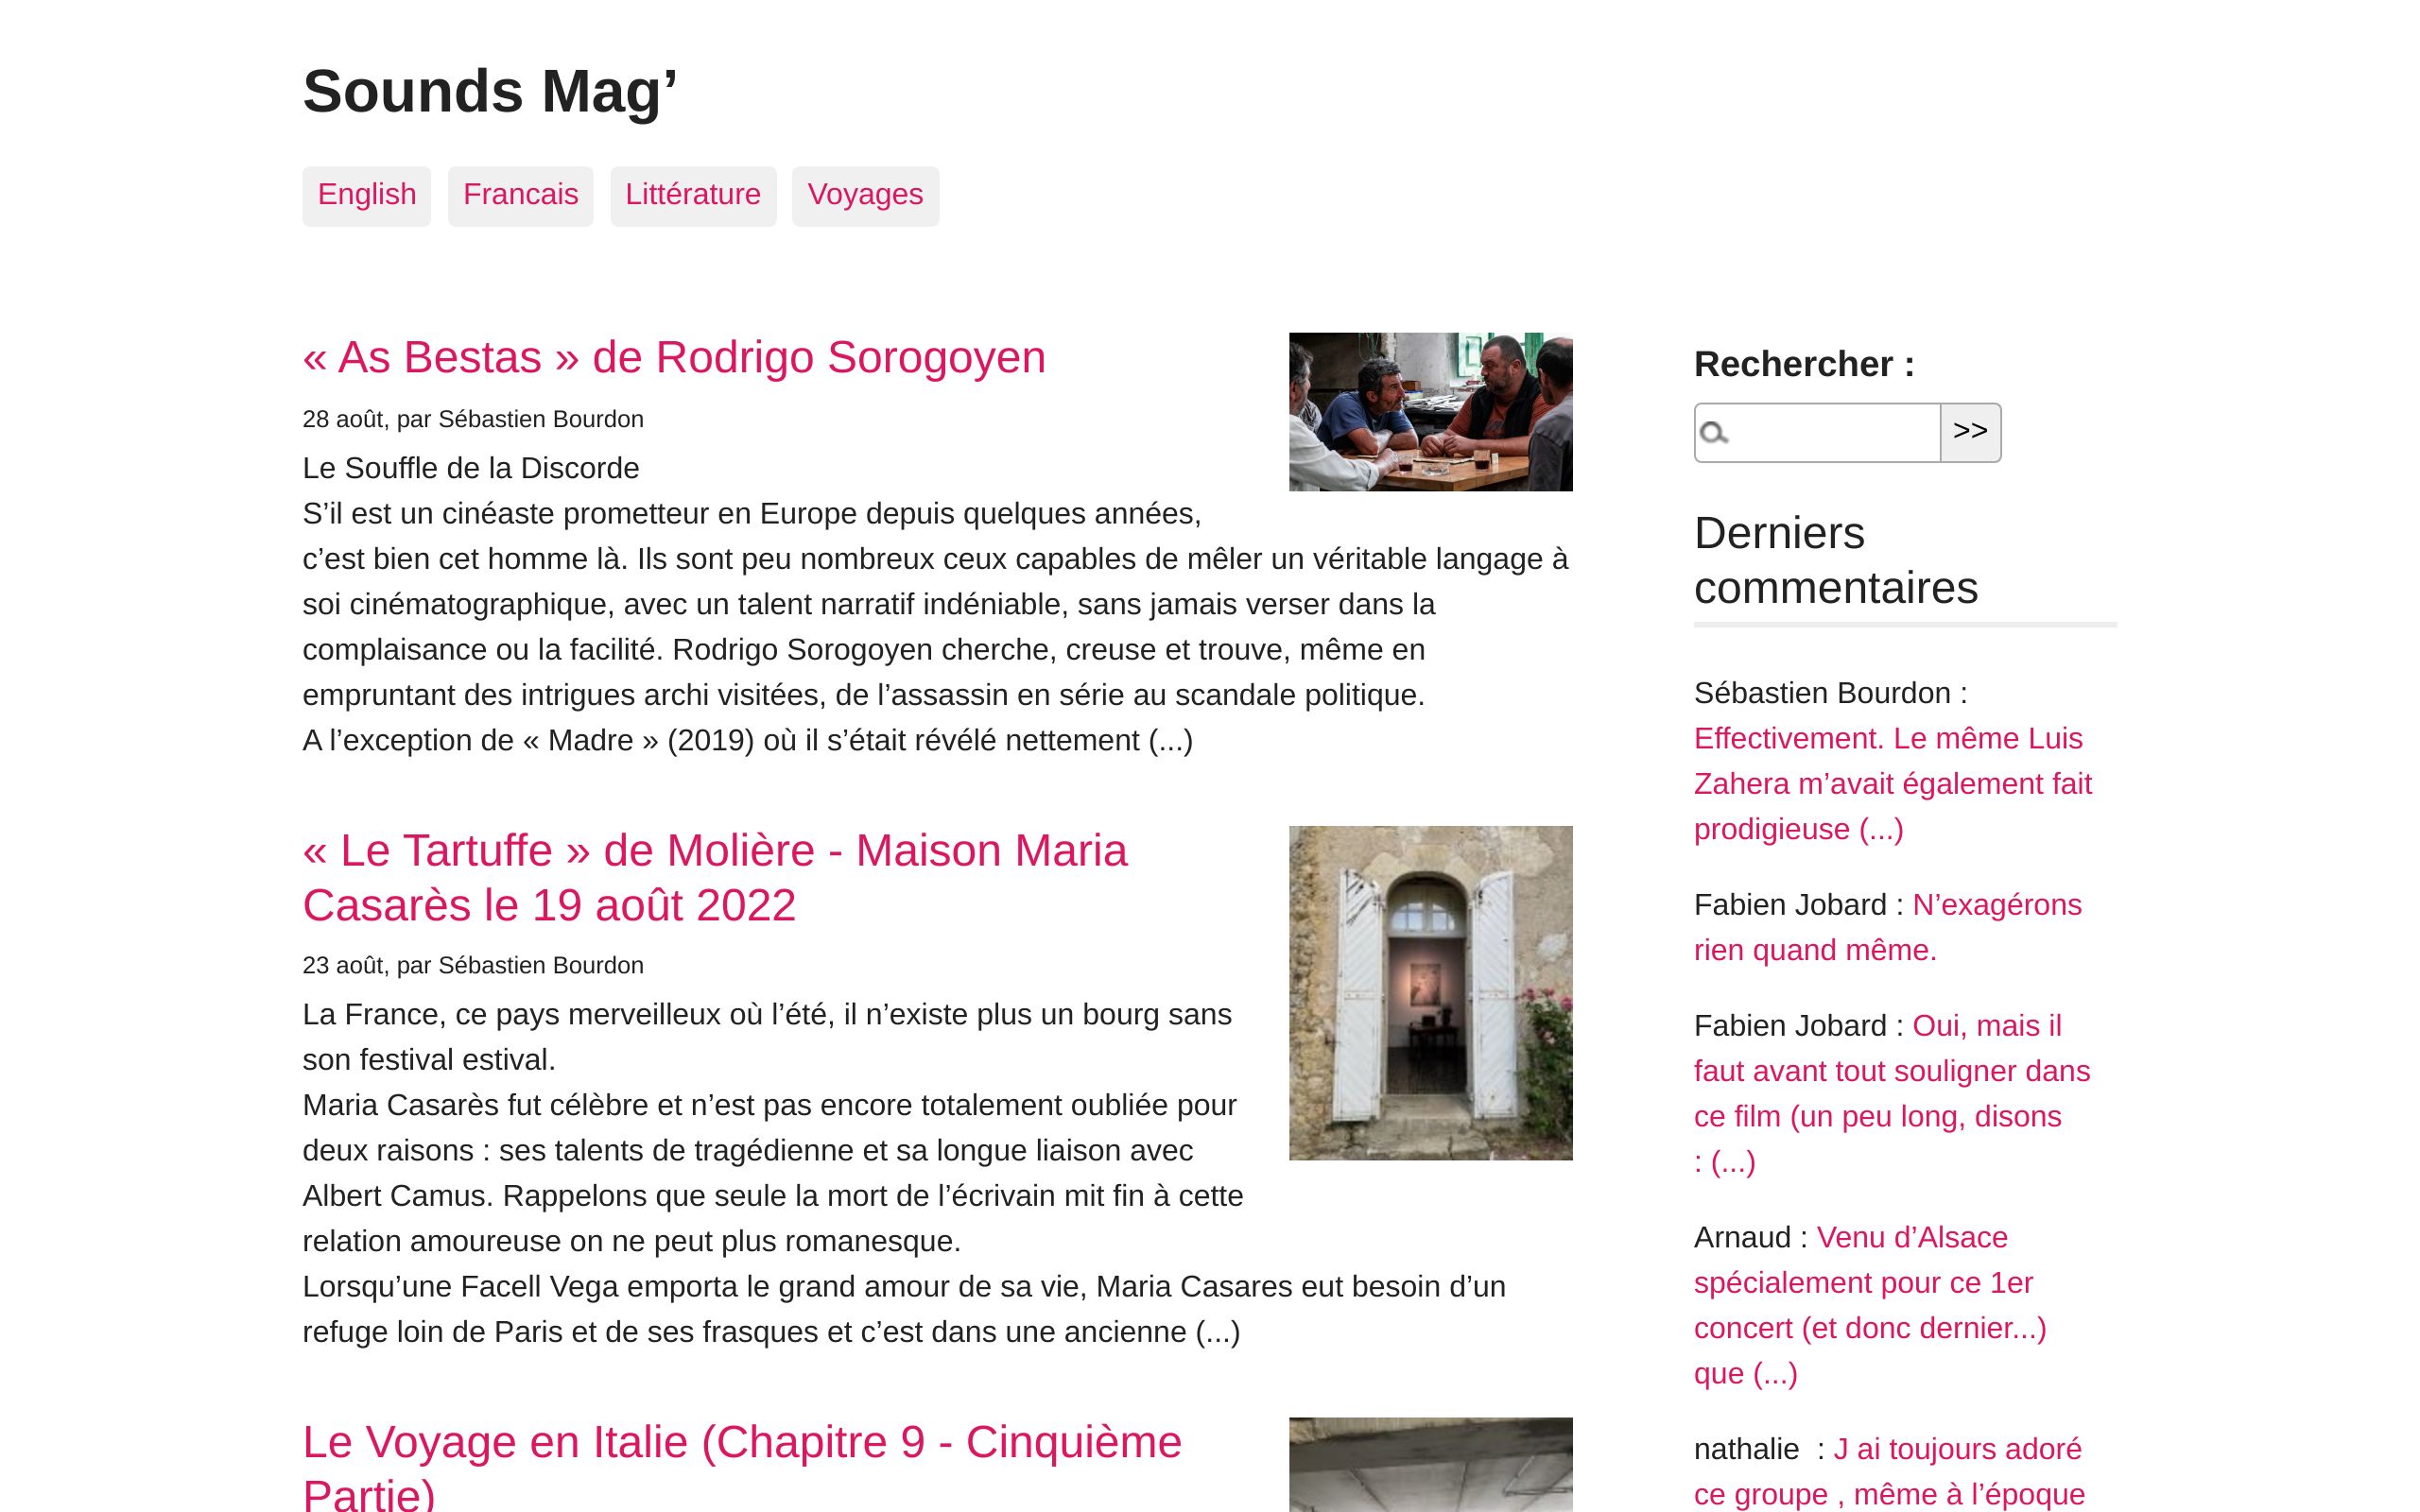 Sounds Mag’
English
Francais
Littérature
Voyages
« As Bestas » de Rodrigo Sorogoyen
28 août, par Sébastien Bourdon
Le Souffle de la Discorde
S’il est un cinéaste prometteur en Europe depuis quelques années,
c’est bien cet homme là. Ils sont peu nombreux ceux capables de mêler un véritable langage à
soi cinématographique, avec un talent narratif indéniable, sans jamais verser dans la
complaisance ou la facilité. Rodrigo Sorogoyen cherche, creuse et trouve, même en
empruntant des intrigues archi visitées, de l’assassin en série au scandale politique.
A l’exception de « Madre » (2019) où il s’était révélé nettement (...)
« Le Tartuffe » de Molière - Maison Maria
Casarès le 19 août 2022
23 août, par Sébastien Bourdon
La France, ce pays merveilleux où l’été, il n’existe plus un bourg sans
son festival estival.
Maria Casarès fut célèbre et n’est pas encore totalement oubliée pour
deux raisons : ses talents de tragédienne et sa longue liaison avec
Albert Camus. Rappelons que seule la mort de l’écrivain mit fin à cette
relation amoureuse on ne peut plus romanesque.
Lorsqu’une Facell Vega emporta le grand amour de sa vie, Maria Casares eut besoin d’un
refuge loin de Paris et de ses frasques et c’est dans une ancienne (...)
Le Voyage en Italie (Chapitre 9 - Cinquième
Partie)
Rechercher :
>>
Derniers
commentaires
Sébastien Bourdon :
Effectivement. Le même Luis
Zahera m’avait également fait
prodigieuse (...)
Fabien Jobard : N’exagérons
rien quand même.
Fabien Jobard : Oui, mais il
faut avant tout souligner dans
ce film (un peu long, disons
: (...)
Arnaud : Venu d’Alsace
spécialement pour ce 1er
concert (et donc dernier...)
que (...)
nathalie  : J ai toujours adoré
ce groupe , même à l’époque